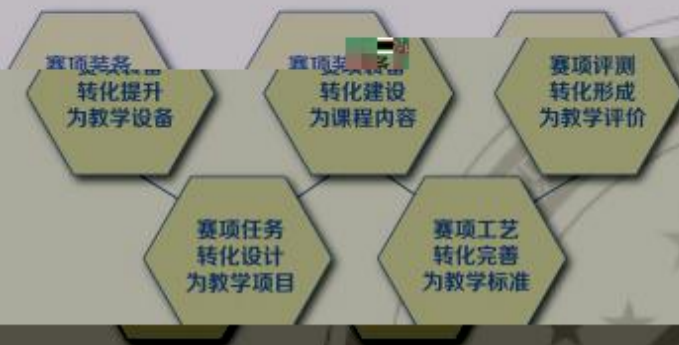 赛项装备
转化提升
为教学设备
赛项装
转化建设
为课程内容
赛项评测
转化形成
为教学评价
赛项任务
转化设计
为教学项目
赛项工艺
转化完善
为教学标准